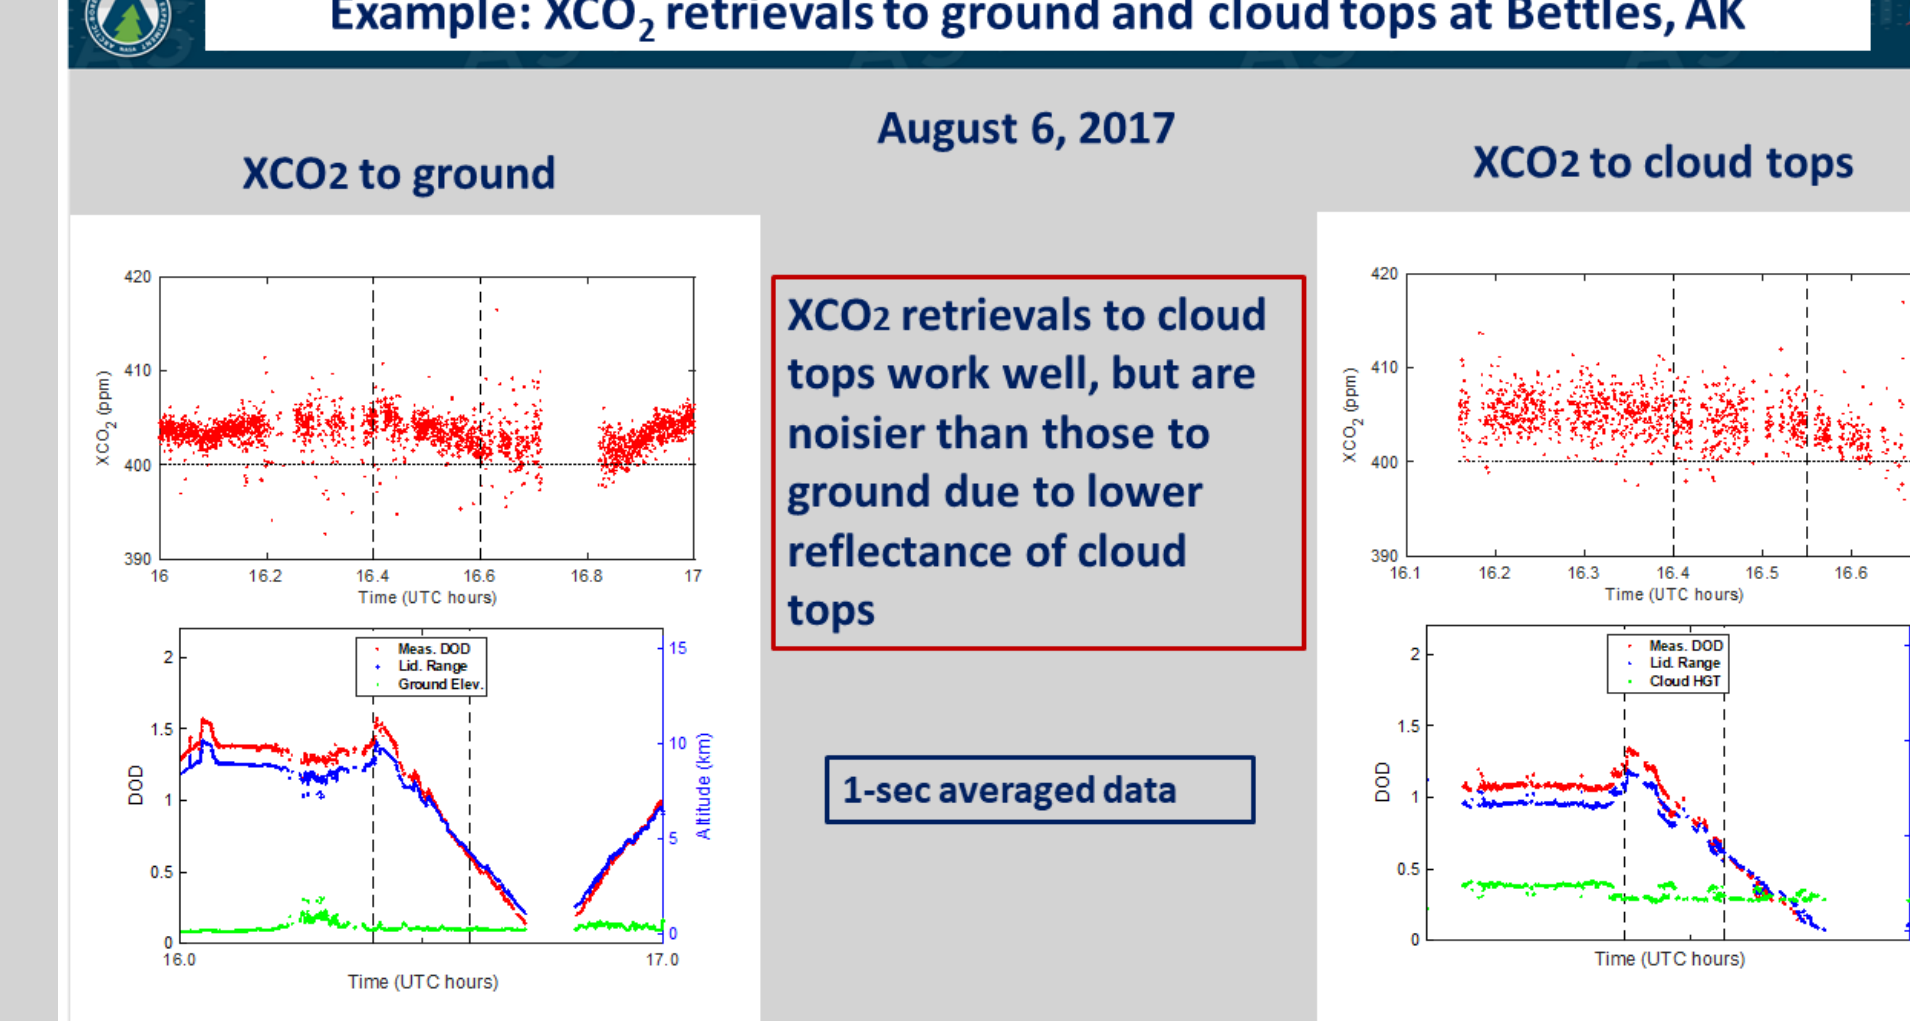 Example: XCO2 retrievals to ground and cloud tops at Bettles, AK
August 6, 2017
XCO2 to ground
XCO2 to cloud tops
420
410
400
390
XCO2 (ppm)
16
16.2
16.4
16.6
16.8
17
Time (UTC hours)
2
1.5
1
0.5
0
DOD
Meas. DOD
Lid. Range
Ground Elev.
15
10
5
0
Altitude (km)
16.0
17.0
Time (UTC hours)
XCO2 retrievals to cloud
tops work well, but are
noisier than those to
ground due to lower
reflectance of cloud
tops
1-sec averaged data
420
410
400
390
XCO2 (ppm)
16.1
16.2
16.3
16.4
16.5
16.6
Time (UTC hours)
2
1.5
1
0.5
0
DOD
Meas. DOD
Lid. Range
Cloud HGT
Time (UTC hours)